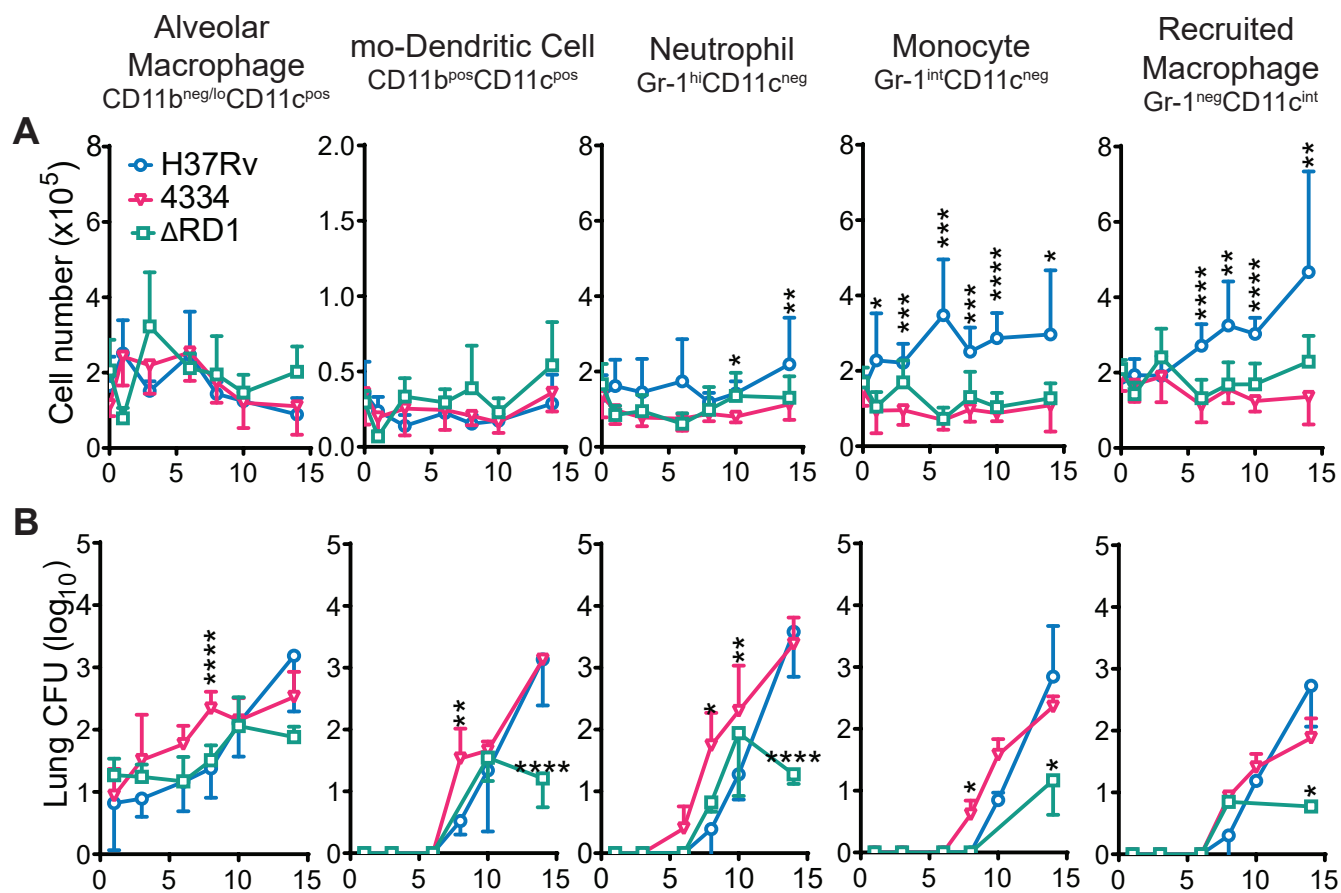 Alveolar
Macrophage
CD11b^neg/lo CD11c^pos
mo-Dendritic Cell
CD11b^pos CD11c^pos
Neutrophil
Gr-1^hi CD11c^neg
Monocyte
Gr-1^int CD11c^neg
Recruited
Macrophage
Gr-1^neg CD11c^int
A
Cell number (x10^5)
8
6
4
2
0
H37Rv
4334
ΔRD1
0 5 10 15
2.0
1.5
1.0
0.5
0.0
0 5 10 15
8
6
4
2
0
*
**
0 5 10 15
8
6
4
2
0
*
***
***
***
****
*
0 5 10 15
8
6
4
2
0
****
**
****
**
0 5 10 15
B
Lung CFU (log_10)
5
4
3
2
1
0
****
0 5 10 15
5
4
3
2
1
0
**
****
0 5 10 15
5
4
3
2
1
0
*
**
****
0 5 10 15
5
4
3
2
1
0
*
*
0 5 10 15
5
4
3
2
1
0
*
0 5 10 15